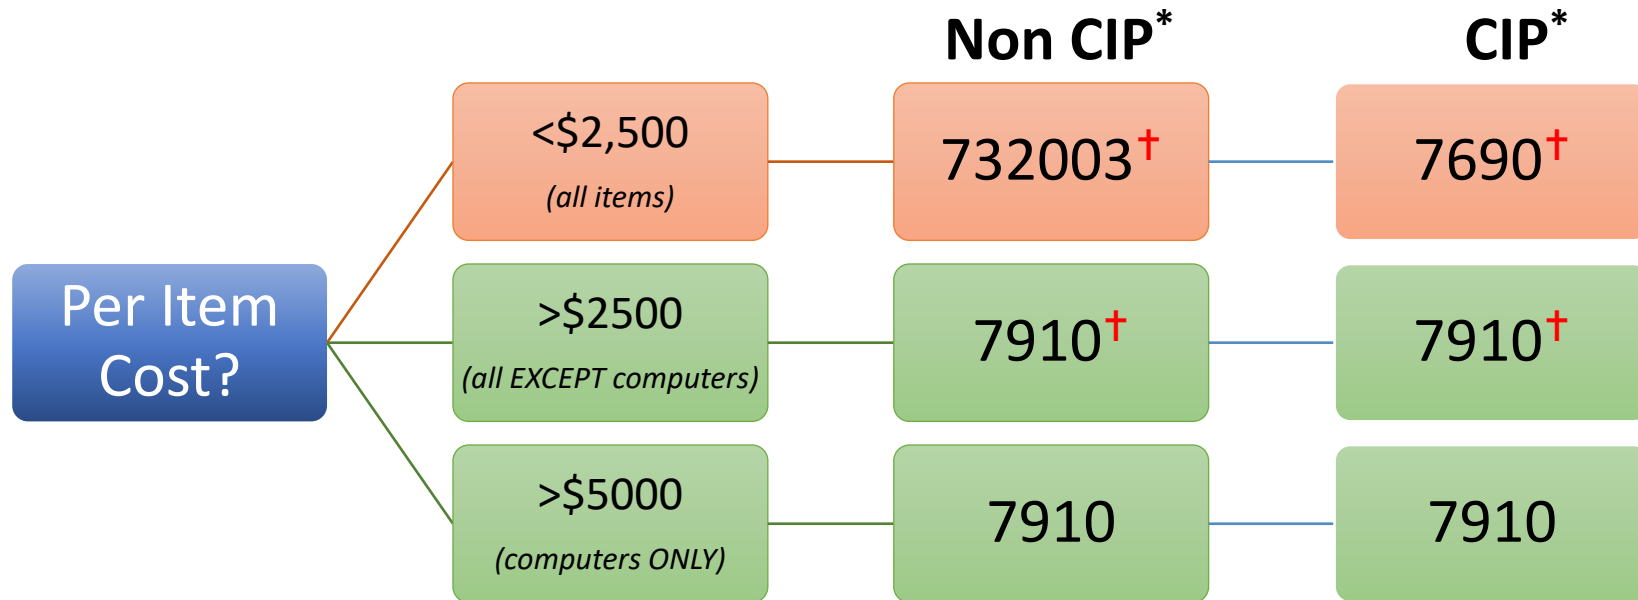 Non CIP* CIP*
<$2,500 732003† 7690†
(all items)
Per Item
Cost?
>$2500 7910† 7910†
(all EXCEPT computers)
>$5000 7910 7910
(computers ONLY)